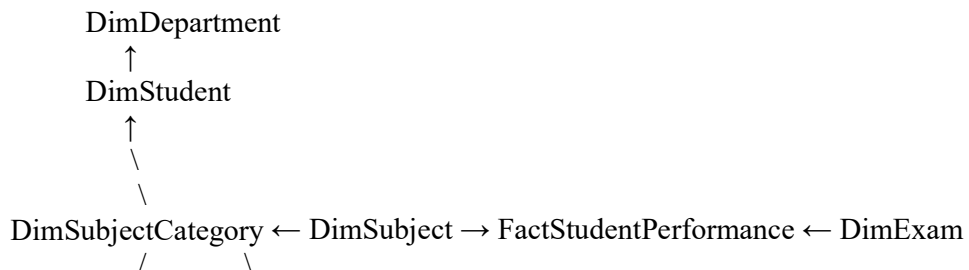 DimDepartment
↑
DimStudent
↑
\
\
DimSubjectCategory ← DimSubject → FactStudentPerformance ← DimExam
/ \